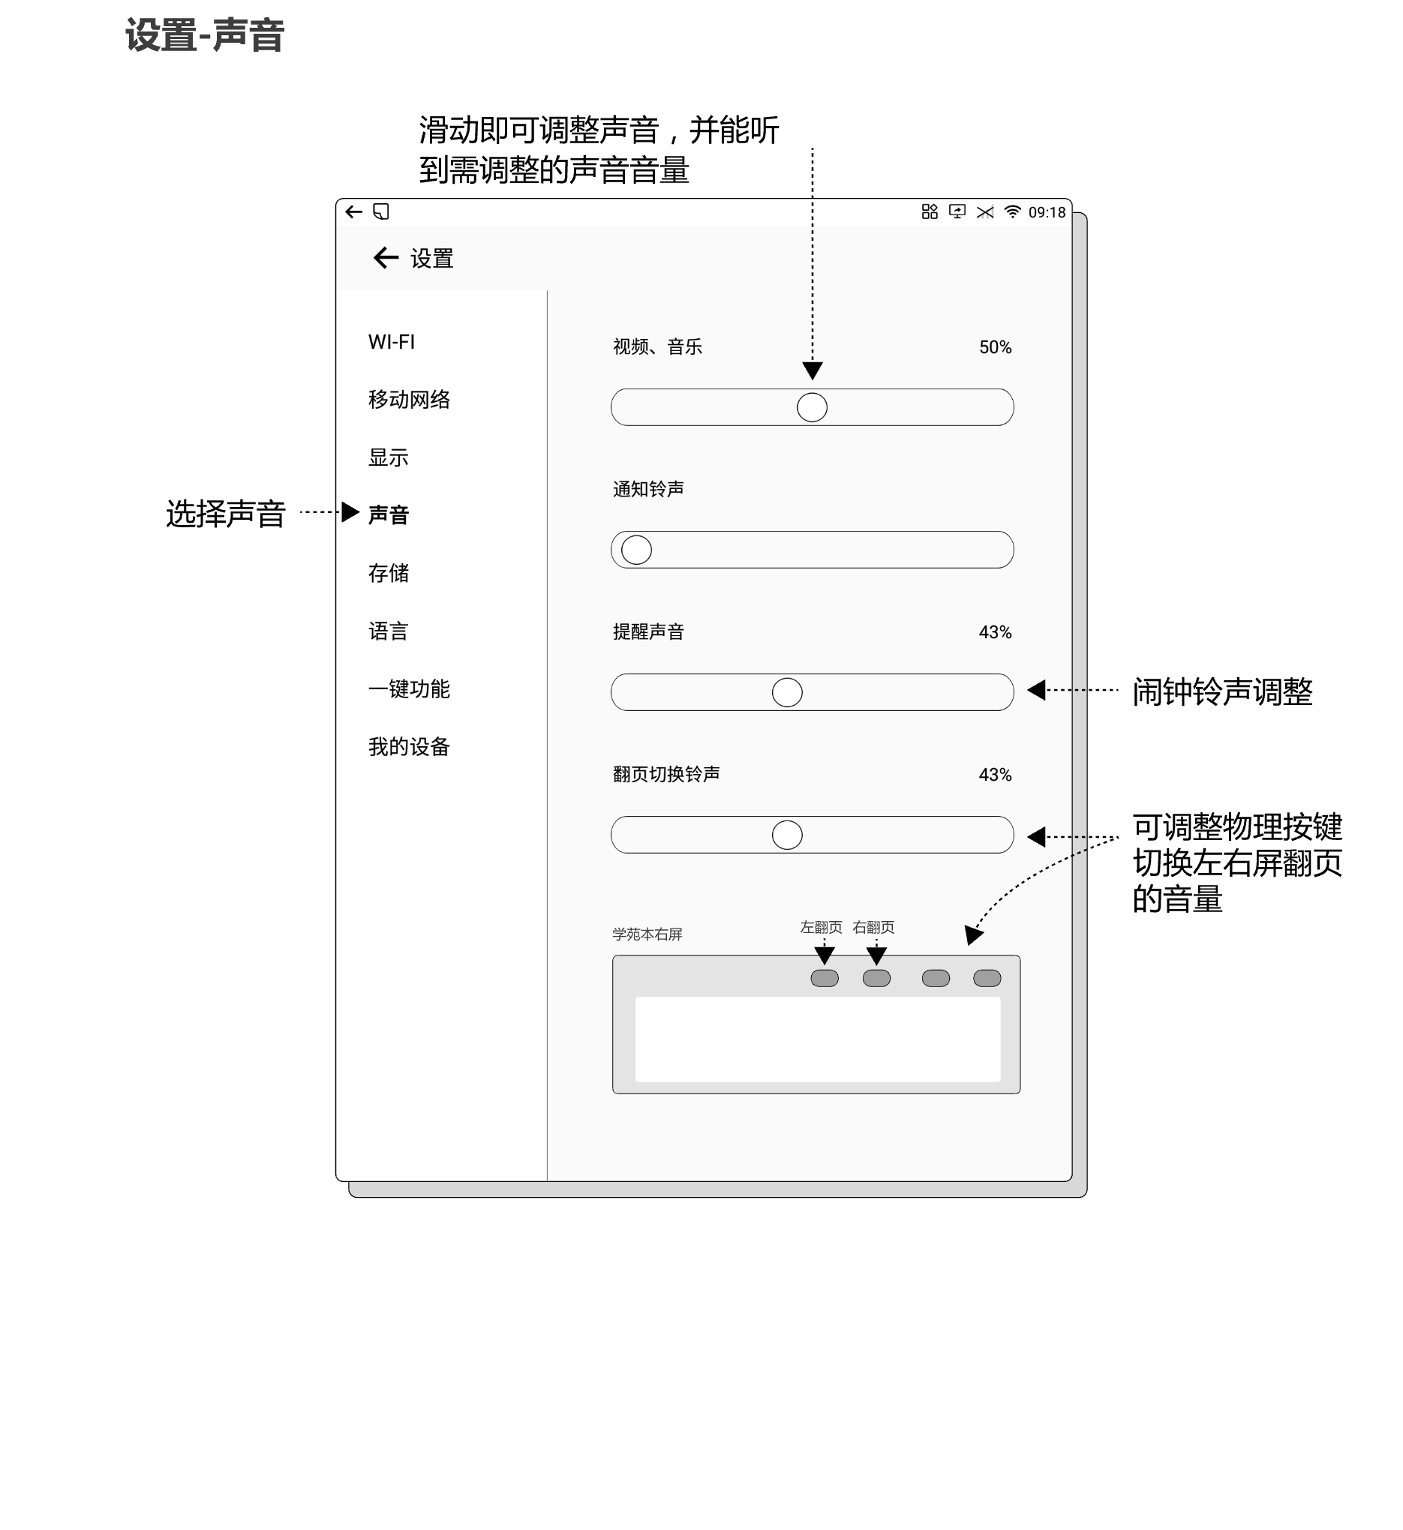 设置-声音
滑动即可调整声音，并能听
到需调整的声音音量
09:18
设置
WI-FI
移动网络
显示
声音
存储
语言
一键功能
我的设备
选择声音
视频、音乐
50%
通知铃声
提醒声音
43%
闹钟铃声调整
翻页切换铃声
43%
可调整物理按键
切换左右屏翻页
的音量
学苑本右屏
左翻页
右翻页